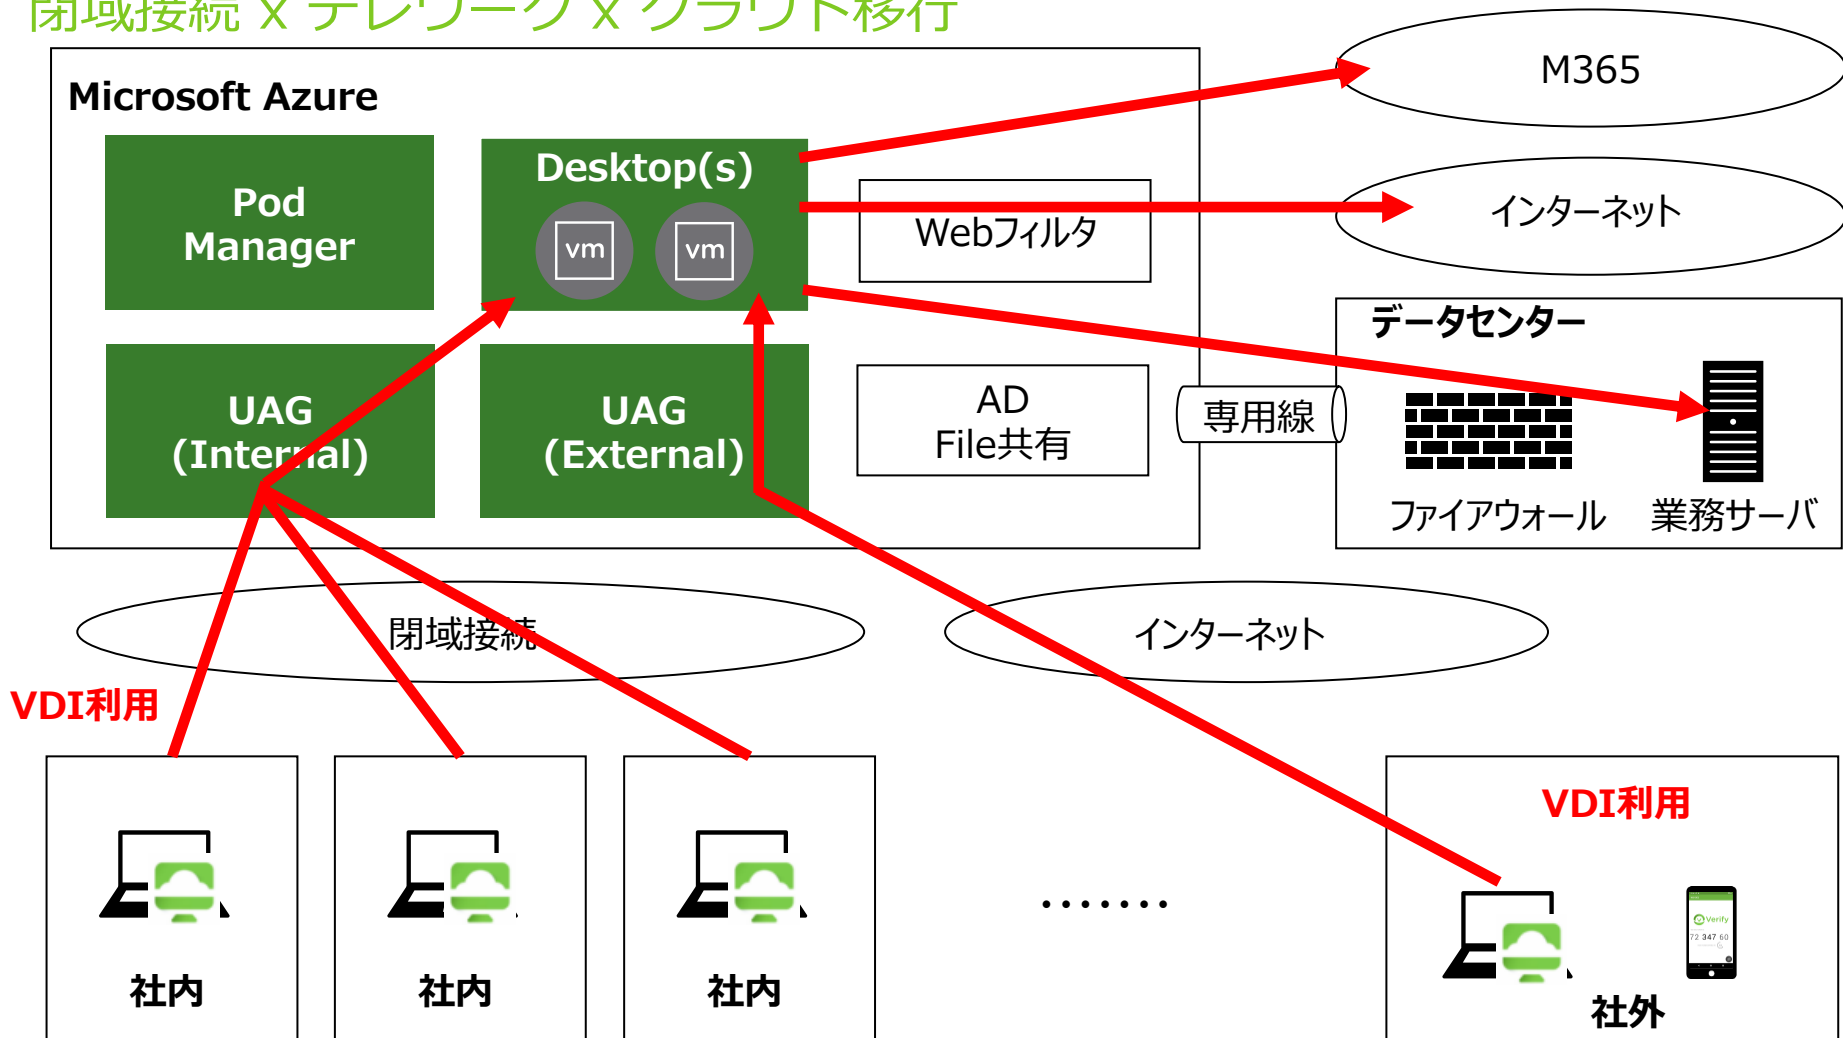 閉域接続 x テレワーク x クラウド移行
Microsoft Azure
Pod
Manager
Desktop(s)
vm
vm
Webフィルタ
M365
インターネット
UAG
(Internal)
UAG
(External)
AD
File共有
専用線
データセンター
ファイアウォール
業務サーバ
閉域接続
インターネット
VDI利用
社内
社内
社内
.......
VDI利用
Verify
72 347 60
社外